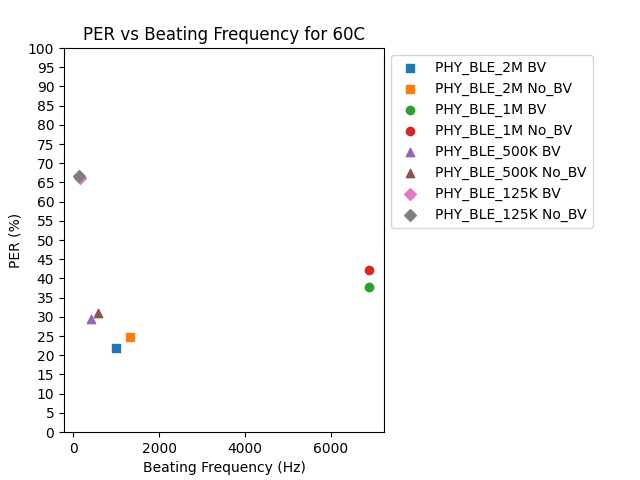 PER vs Beating Frequency for 60C
100
95
90
85
80
75
70
65
60
55
50
45
40
35
30
25
20
15
10
5
0
PER (%)
0 2000 4000 6000
Beating Frequency (Hz)
PHY_BLE_2M BV
PHY_BLE_2M No_BV
PHY_BLE_1M BV
PHY_BLE_1M No_BV
PHY_BLE_500K BV
PHY_BLE_500K No_BV
PHY_BLE_125K BV
PHY_BLE_125K No_BV